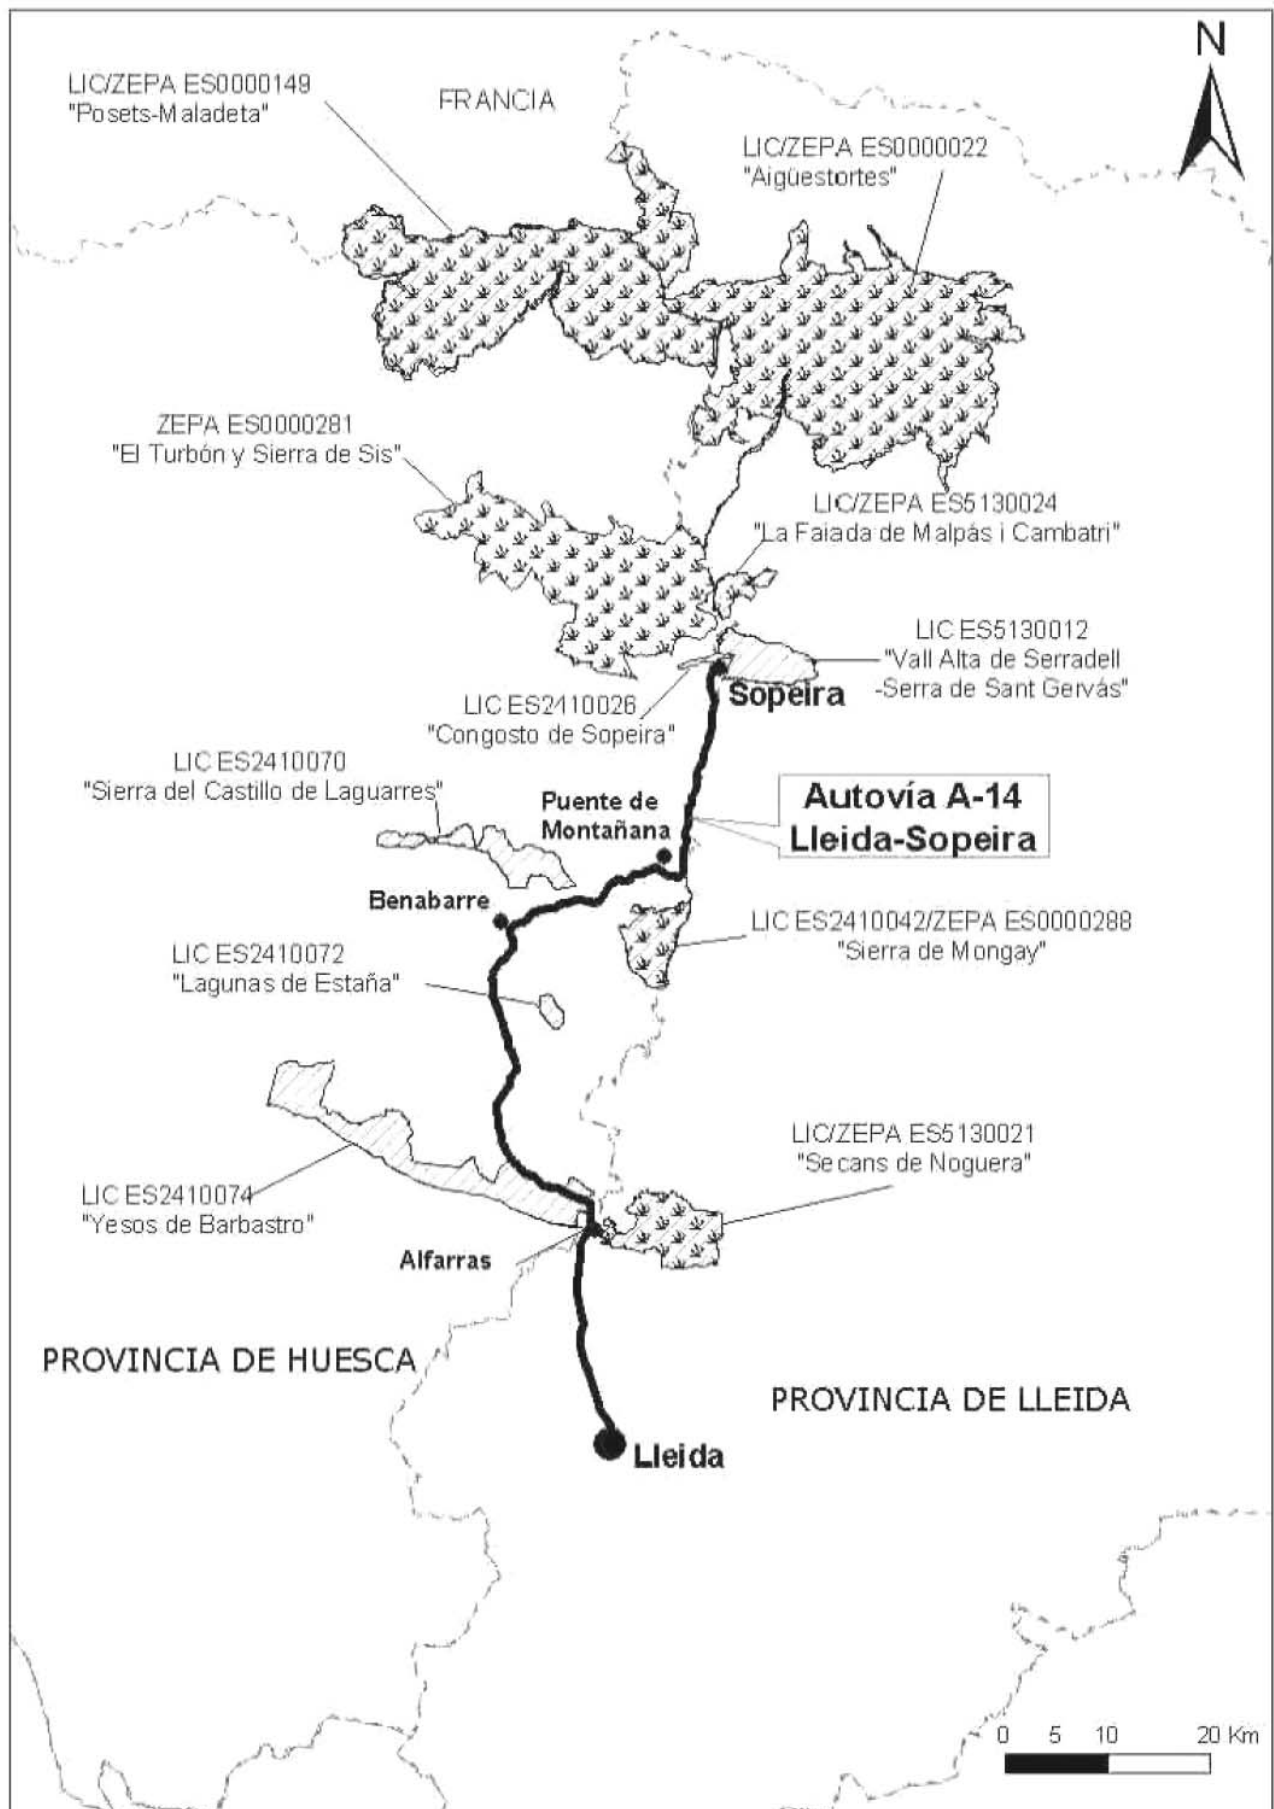 N
LIC/ZEPA ES0000149
"Posets-Maladeta"
FRANCIA
LIC/ZEPA ES0000022
"Aigüestortes"
ZEPA ES0000281
"El Turbón y Sierra de Sis"
LIC/ZEPA ES5130024
"La Faiada de Malpás i Cambatri"
LIC ES5130012
"Vall Alta de Serradell
-Serra de Sant Gervás"
Sopeira
LIC ES2410026
"Congosto de Sopeira"
LIC ES2410070
"Sierra del Castillo de Laguarres"
Puente de
Montañana
Autovía A-14
Lleida-Sopeira
Benabarre
LIC ES2410042/ZEPA ES0000288
"Sierra de Mongay"
LIC ES2410072
"Lagunas de Estaña"
LIC/ZEPA ES5130021
"Secans de Noguera"
LIC ES2410074
"Yesos de Barbastro"
Alfarras
PROVINCIA DE HUESCA
PROVINCIA DE LLEIDA
Lleida
0 5 10 20 Km